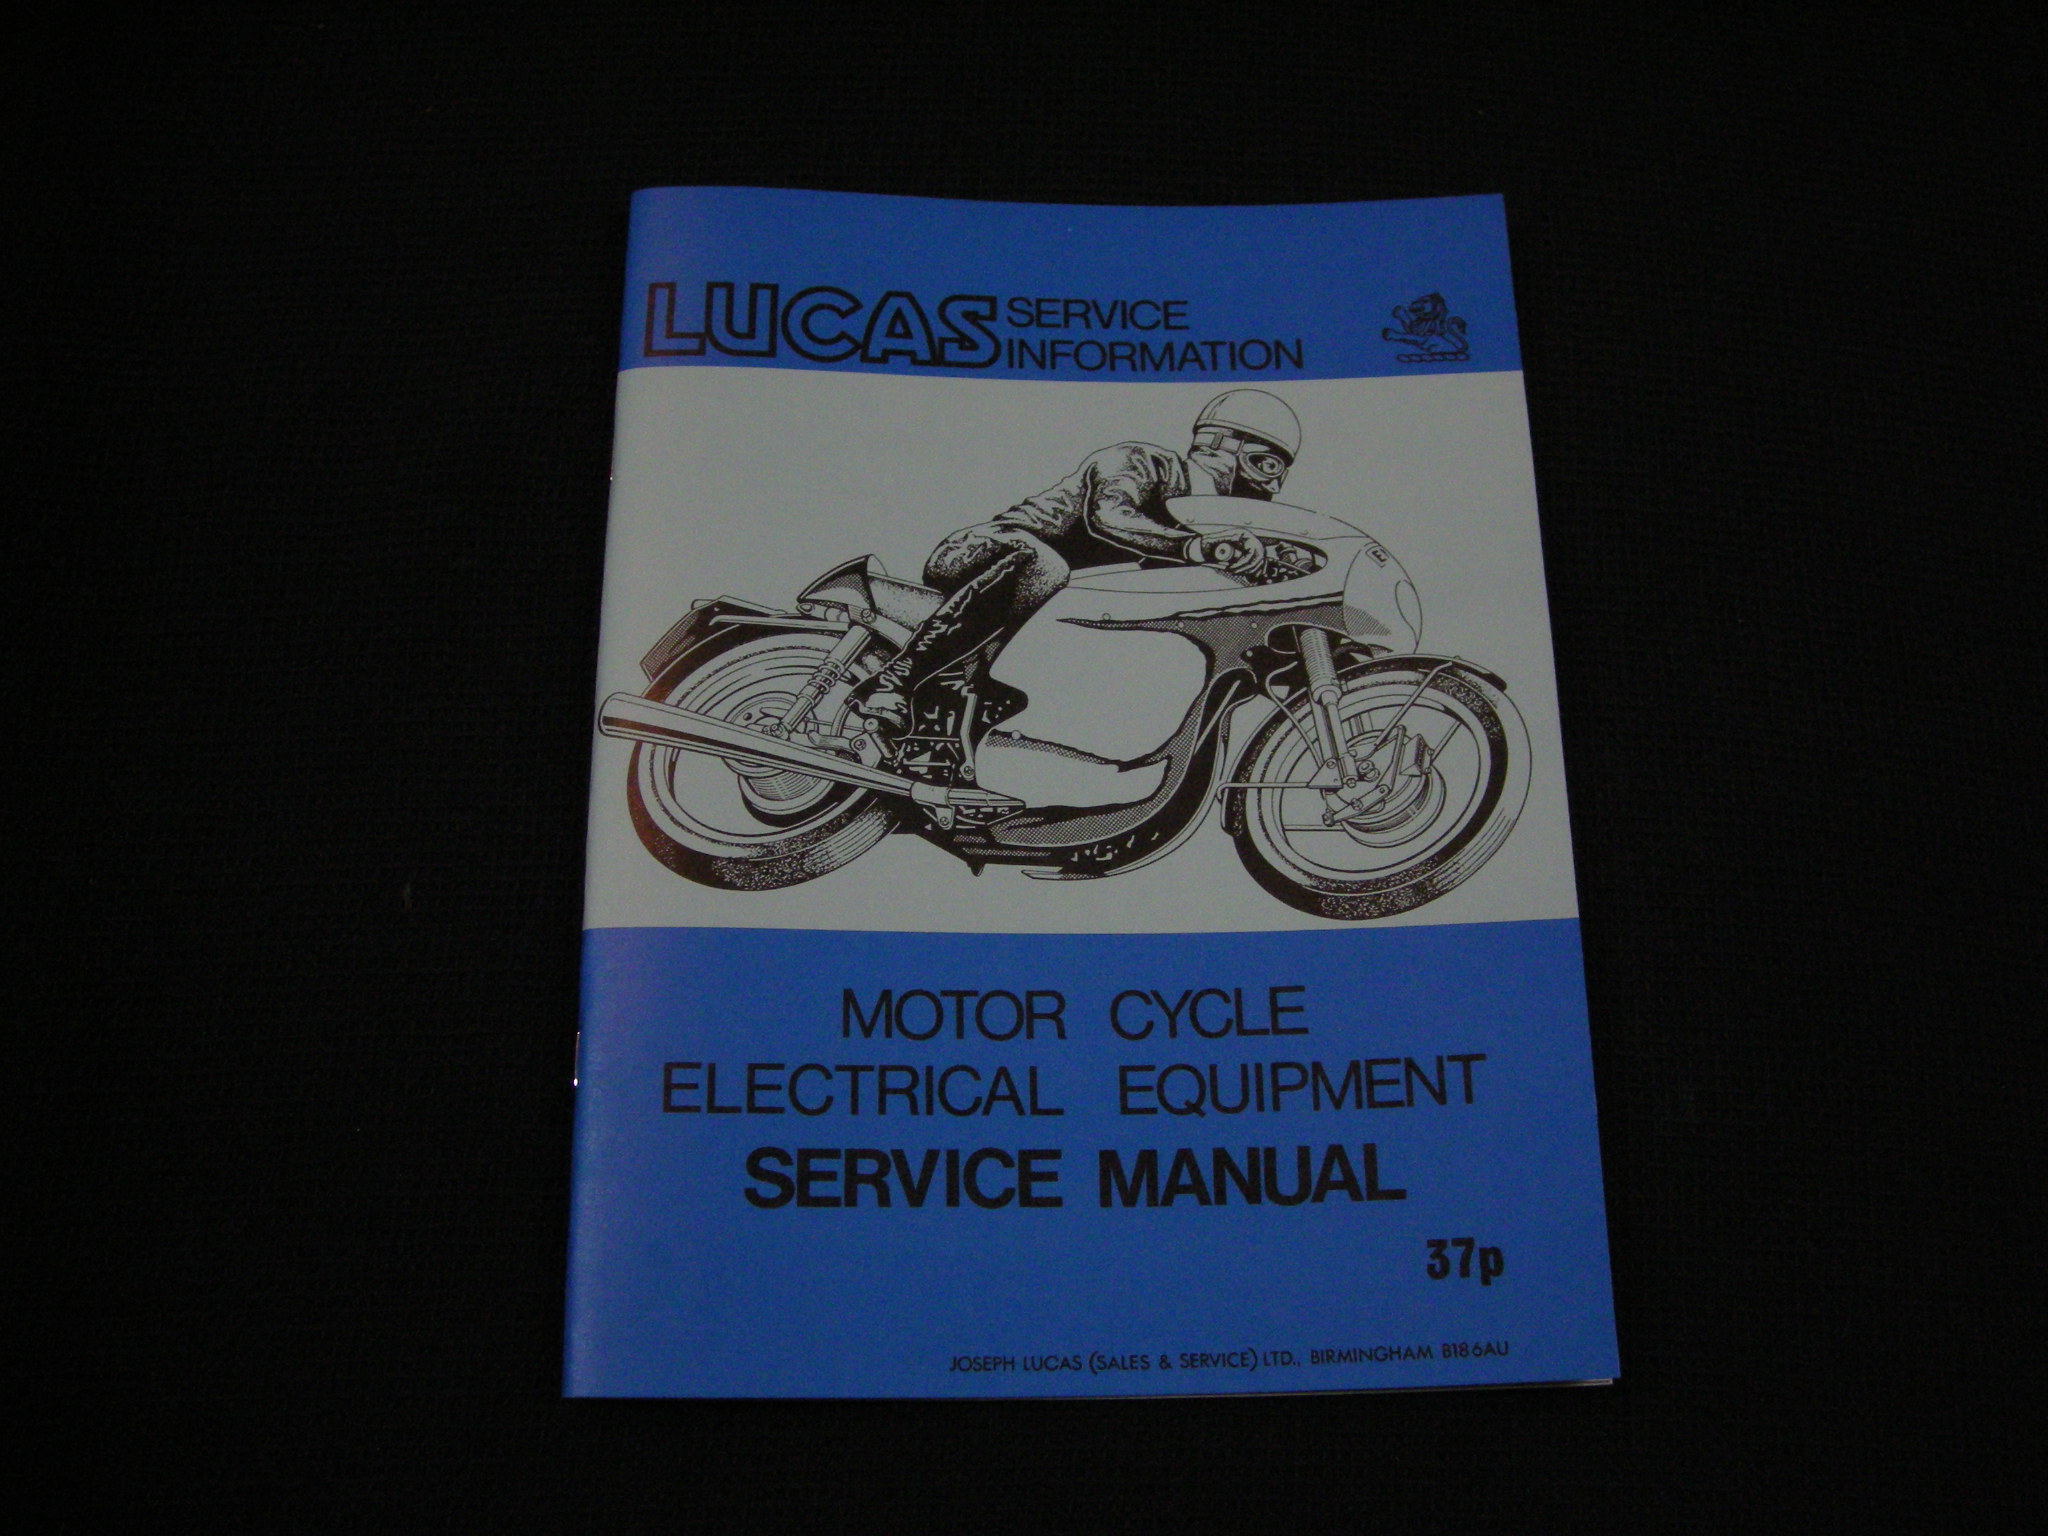 LUCAS SERVICE
INFORMATION
E
MOTOR CYCLE
ELECTRICAL EQUIPMENT
SERVICE MANUAL
37p
JOSEPH LUCAS (SALES & SERVICE) LTD., BIRMINGHAM B18 6AU